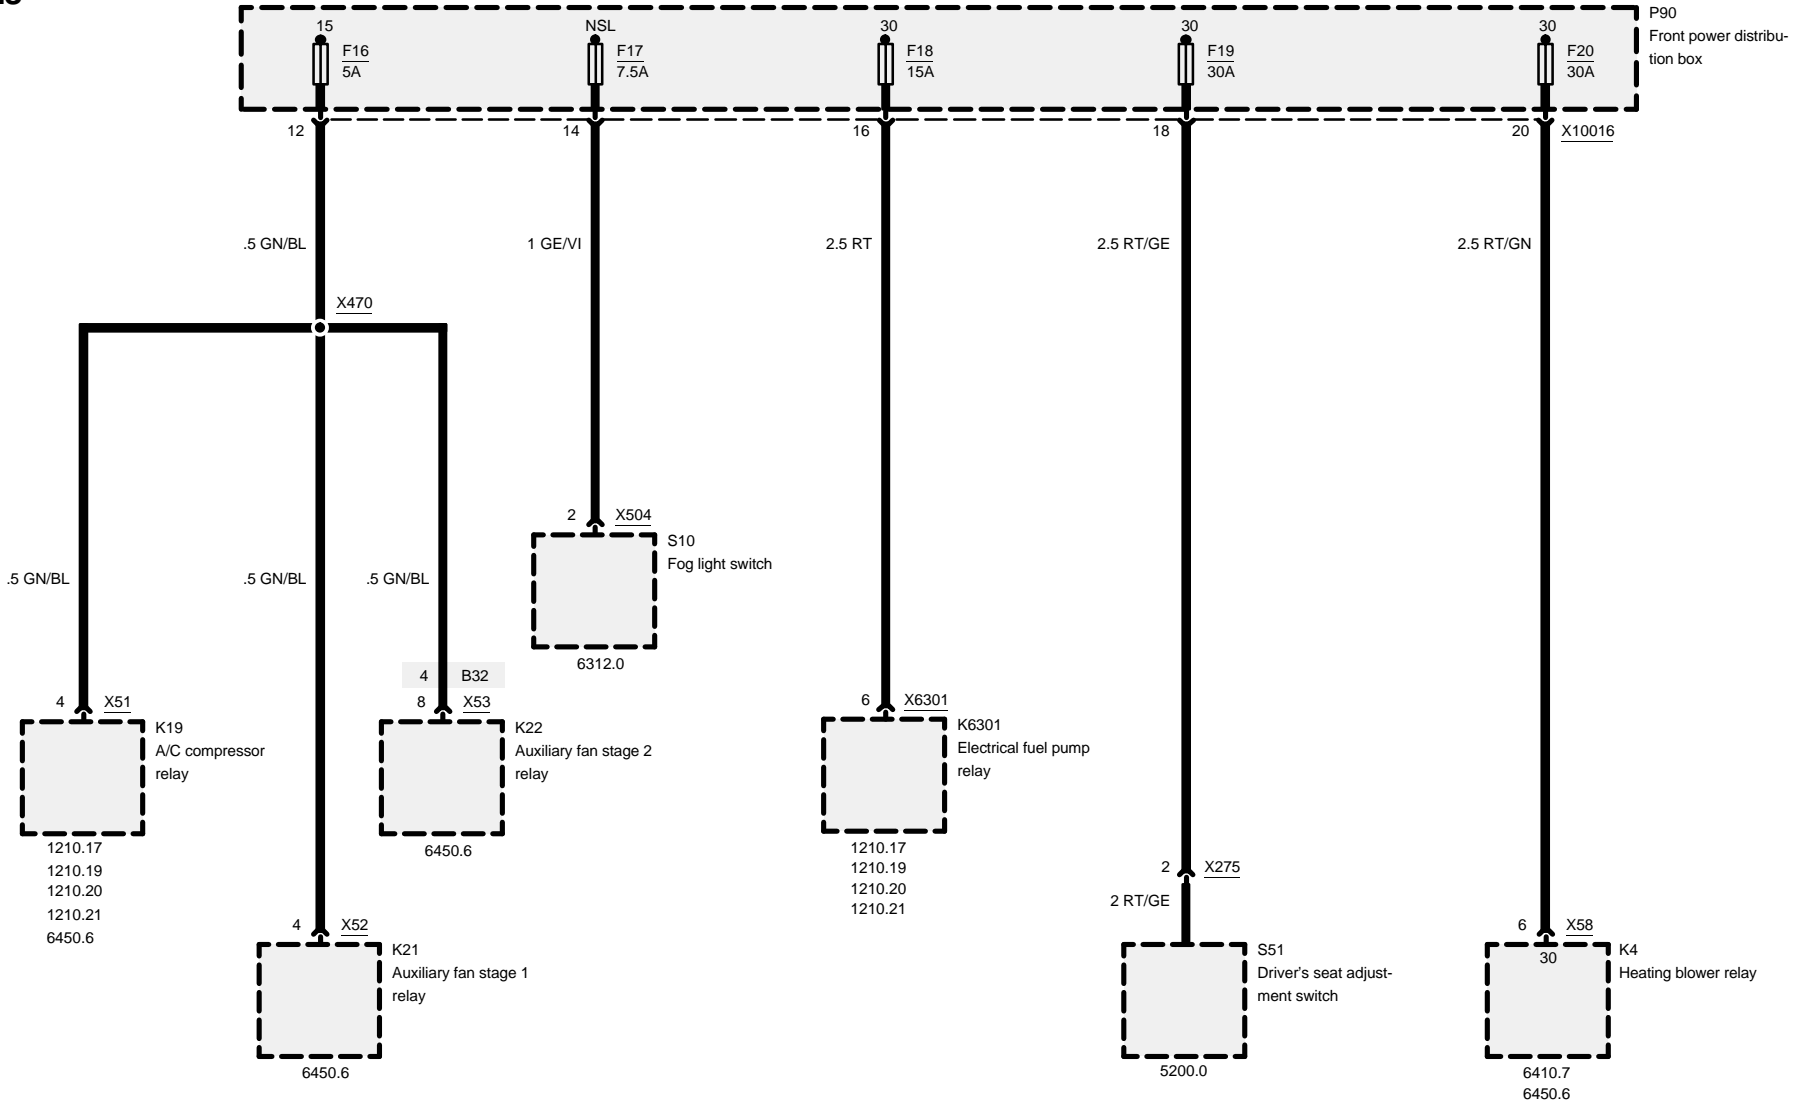 15
NSL
30
30
30
P90
Front power distribu-
tion box
F16
5A
F17
7.5A
F18
15A
F19
30A
F20
30A
12
14
16
18
20
X10016
.5 GN/BL
1 GE/VI
2.5 RT
2.5 RT/GE
2.5 RT/GN
X470
2
X504
S10
Fog light switch
6312.0
.5 GN/BL
.5 GN/BL
.5 GN/BL
4
B32
4
X51
8
X53
6
X6301
K19
A/C compressor
relay
K22
Auxiliary fan stage 2
relay
K6301
Electrical fuel pump
relay
1210.17
1210.19
1210.20
1210.21
6450.6
6450.6
1210.17
1210.19
1210.20
1210.21
2
X275
2 RT/GE
4
X52
6
X58
K21
Auxiliary fan stage 1
relay
S51
Driver's seat adjust-
ment switch
30
K4
Heating blower relay
6450.6
5200.0
6410.7
6450.6